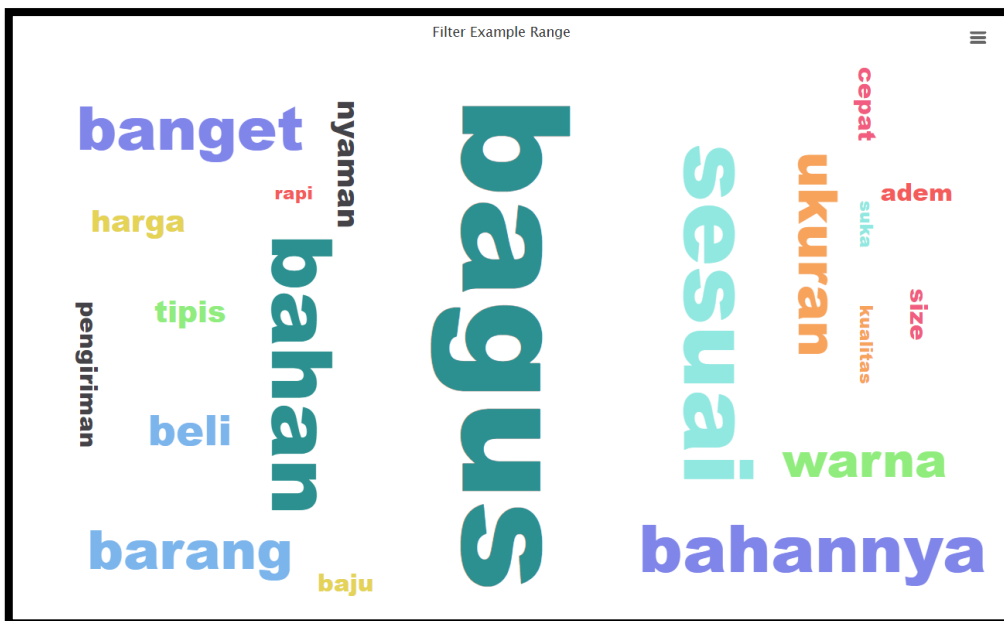 Filter Example Range
banget
nyaman
rapi
harga
bahan
tipis
pengiriman
beli
barang
baju
bagus
sesuai
ukuran
cepat
adem
suka
size
kualitas
warna
bahannya